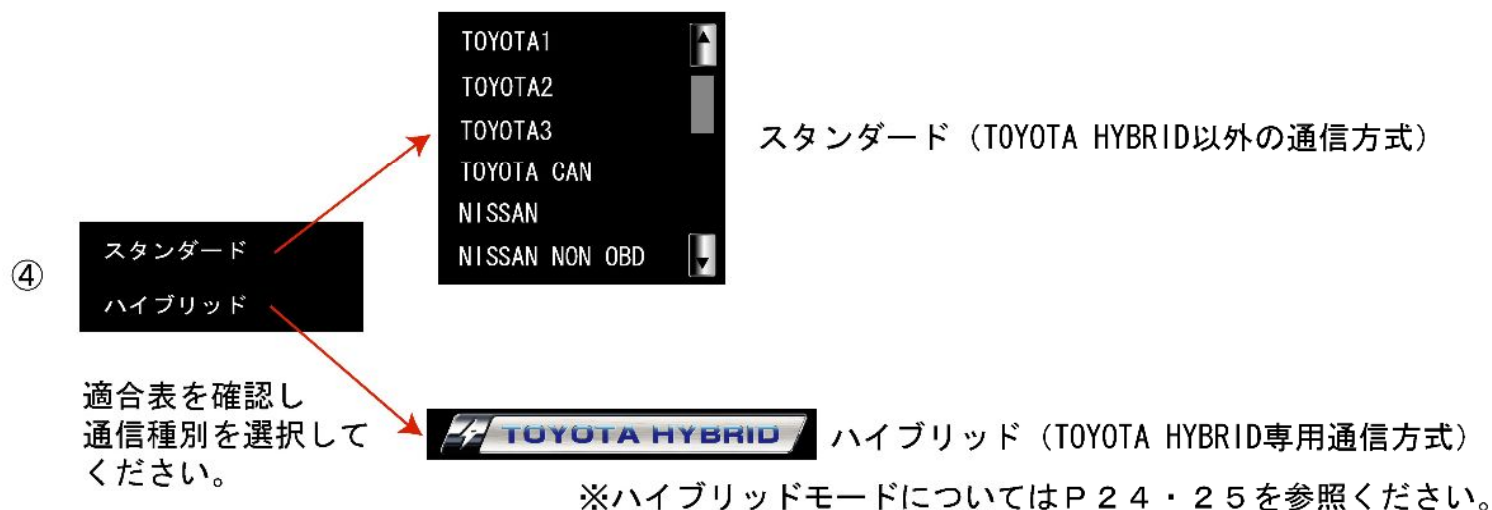 TOYOTA1
TOYOTA2
TOYOTA3
TOYOTA CAN
NISSAN
NISSAN NON OBD
スタンダード（TOYOTA HYBRID以外の通信方式）
④
スタンダード
ハイブリッド
適合表を確認し
通信種別を選択して
ください。
TOYOTA HYBRID
ハイブリッド（TOYOTA HYBRID専用通信方式）
※ハイブリッドモードについてはＰ２４・２５を参照ください。